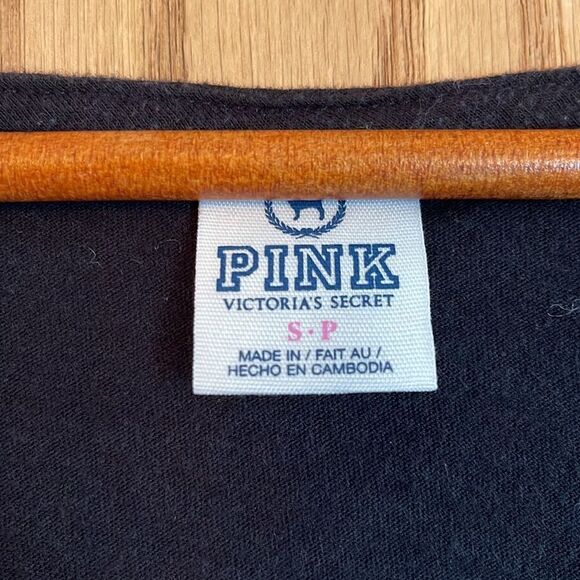 PINK
VICTORIA'S SECRET
S·P
MADE IN / FAIT AU /
HECHO EN CAMBODIA